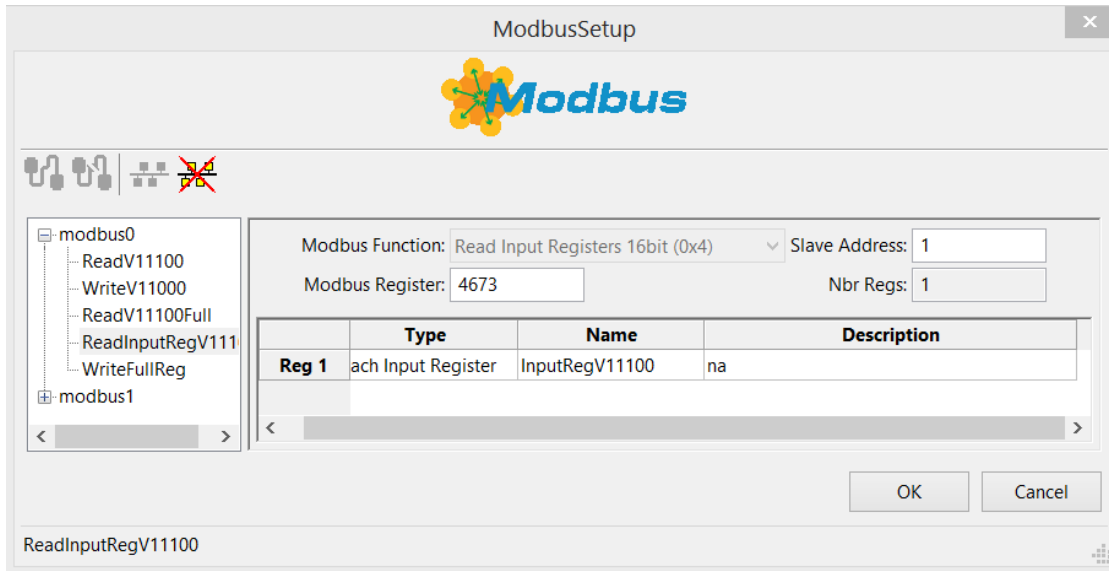 ModbusSetup
Modbus
modbus0
ReadV11100
WriteV11000
ReadV11100Full
ReadInputRegV111
WriteFullReg
modbus1
Modbus Function: Read Input Registers 16bit (0x4) Slave Address: 1
Modbus Register: 4673 Nbr Regs: 1
Type Name Description
Reg 1 ach Input Register InputRegV11100 na
OK Cancel
ReadInputRegV11100